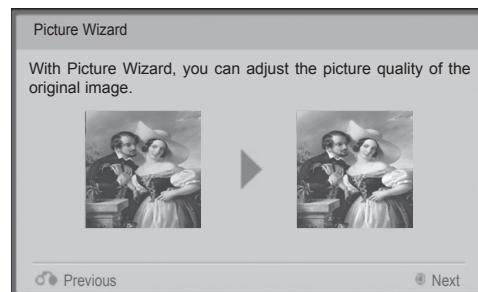 Picture Wizard
With Picture Wizard, you can adjust the picture quality of the
original image.
Previous
Next